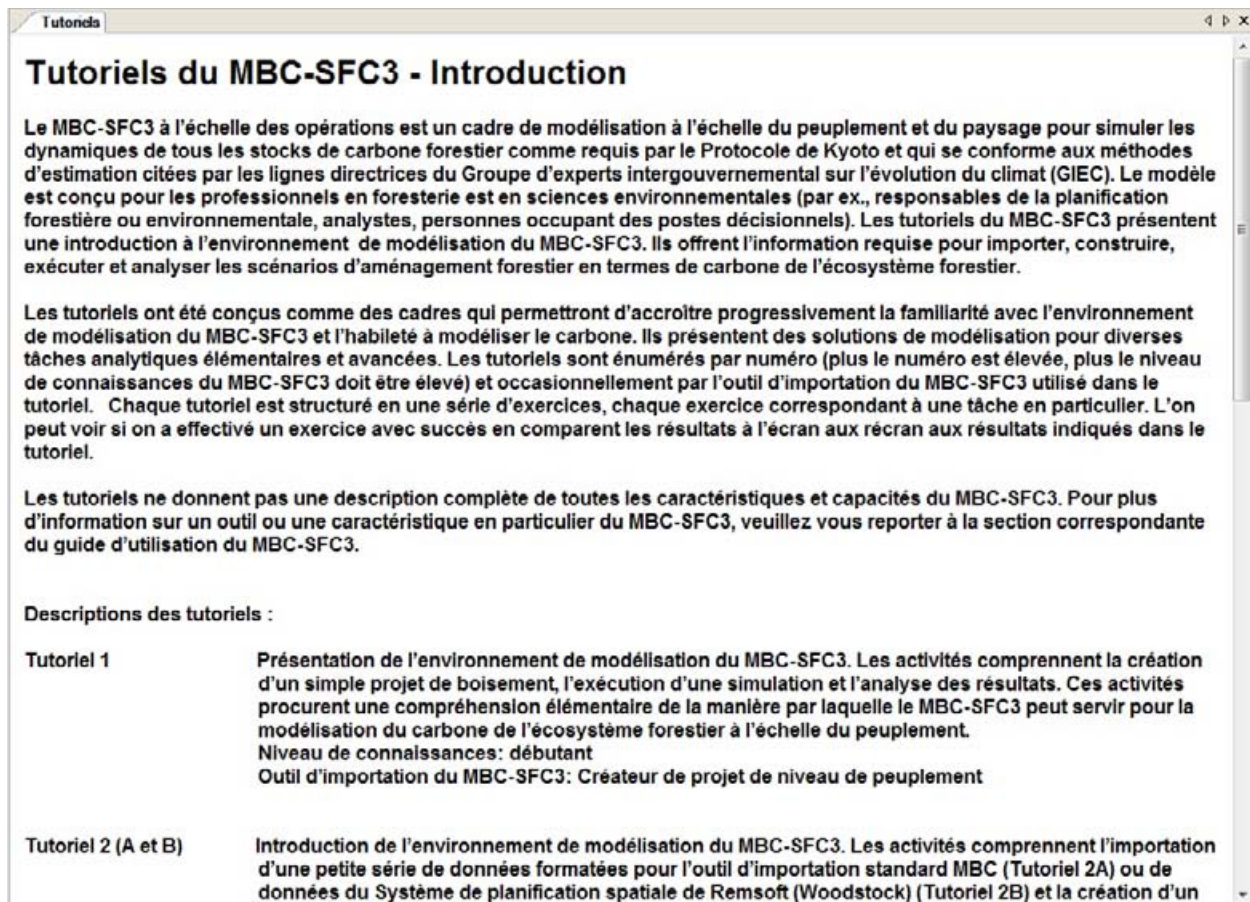 Tutoriels
Tutoriels du MBC-SFC3 - Introduction
Le MBC-SFC3 à l'échelle des opérations est un cadre de modélisation à l'échelle du peuplement et du paysage pour simuler les
dynamiques de tous les stocks de carbone forestier comme requis par le Protocole de Kyoto et qui se conforme aux méthodes
d'estimation citées par les lignes directrices du Groupe d'experts intergouvernemental sur l'évolution du climat (GIEC). Le modèle
est conçu pour les professionnels en foresterie est en sciences environnementales (par ex., responsables de la planification
forestière ou environnementale, analystes, personnes occupant des postes décisionnels). Les tutoriels du MBC-SFC3 présentent
une introduction à l'environnement de modélisation du MBC-SFC3. Ils offrent l'information requise pour importer, construire,
exécuter et analyser les scénarios d'aménagement forestier en termes de carbone de l'écosystème forestier.
Les tutoriels ont été conçus comme des cadres qui permettront d'accroître progressivement la familiarité avec l'environnement
de modélisation du MBC-SFC3 et l'habileté à modéliser le carbone. Ils présentent des solutions de modélisation pour diverses
tâches analytiques élémentaires et avancées. Les tutoriels sont énumérés par numéro (plus le numéro est élevée, plus le niveau
de connaissances du MBC-SFC3 doit être élevé) et occasionnellement par l'outil d'importation du MBC-SFC3 utilisé dans le
tutoriel. Chaque tutoriel est structuré en une série d'exercices, chaque exercice correspondant à une tâche en particulier. L'on
peut voir si on a effectivé un exercice avec succès en comparent les résultats à l'écran aux récran aux résultats indiqués dans le
tutoriel.
Les tutoriels ne donnent pas une description complète de toutes les caractéristiques et capacités du MBC-SFC3. Pour plus
d'information sur un outil ou une caractéristique en particulier du MBC-SFC3, veuillez vous reporter à la section correspondante
du guide d'utilisation du MBC-SFC3.
Descriptions des tutoriels :
Tutoriel 1 Présentation de l'environnement de modélisation du MBC-SFC3. Les activités comprennent la création
d'un simple projet de boisement, l'exécution d'une simulation et l'analyse des résultats. Ces activités
procurent une compréhension élémentaire de la manière par laquelle le MBC-SFC3 peut servir pour la
modélisation du carbone de l'écosystème forestier à l'échelle du peuplement.
Niveau de connaissances: débutant
Outil d'importation du MBC-SFC3: Créateur de projet de niveau de peuplement
Tutoriel 2 (A et B) Introduction de l'environnement de modélisation du MBC-SFC3. Les activités comprennent l'importation
d'une petite série de données formatées pour l'outil d'importation standard MBC (Tutoriel 2A) ou de
données du Système de planification spatiale de Remsoft (Woodstock) (Tutoriel 2B) et la création d'un